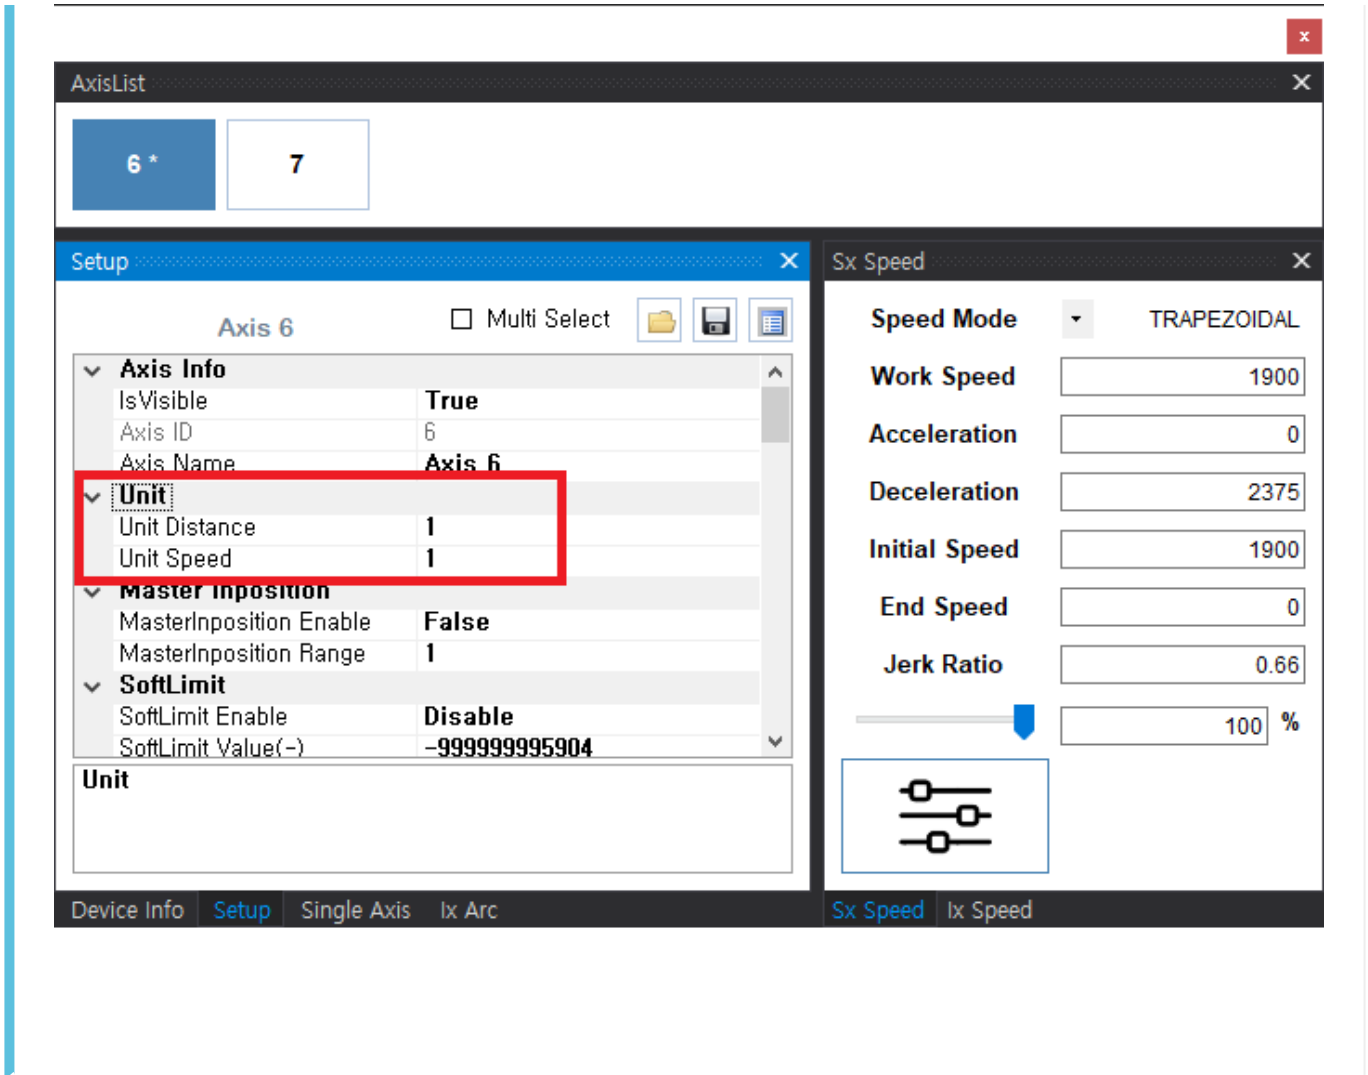 x
AxisList
6 *
7
Setup
Axis 6
Multi Select
Axis Info
IsVisible True
Axis ID 6
Axis Name Axis 6
Unit
Unit Distance 1
Unit Speed 1
Master Inposition
MasterInposition Enable False
MasterInposition Range 1
SoftLimit
SoftLimit Enable Disable
SoftLimit Value(-) -999999995904
Unit
Device Info Setup Single Axis Ix Arc
Sx Speed
Speed Mode TRAPEZOIDAL
Work Speed 1900
Acceleration 0
Deceleration 2375
Initial Speed 1900
End Speed 0
Jerk Ratio 0.66
100 %
Sx Speed Ix Speed